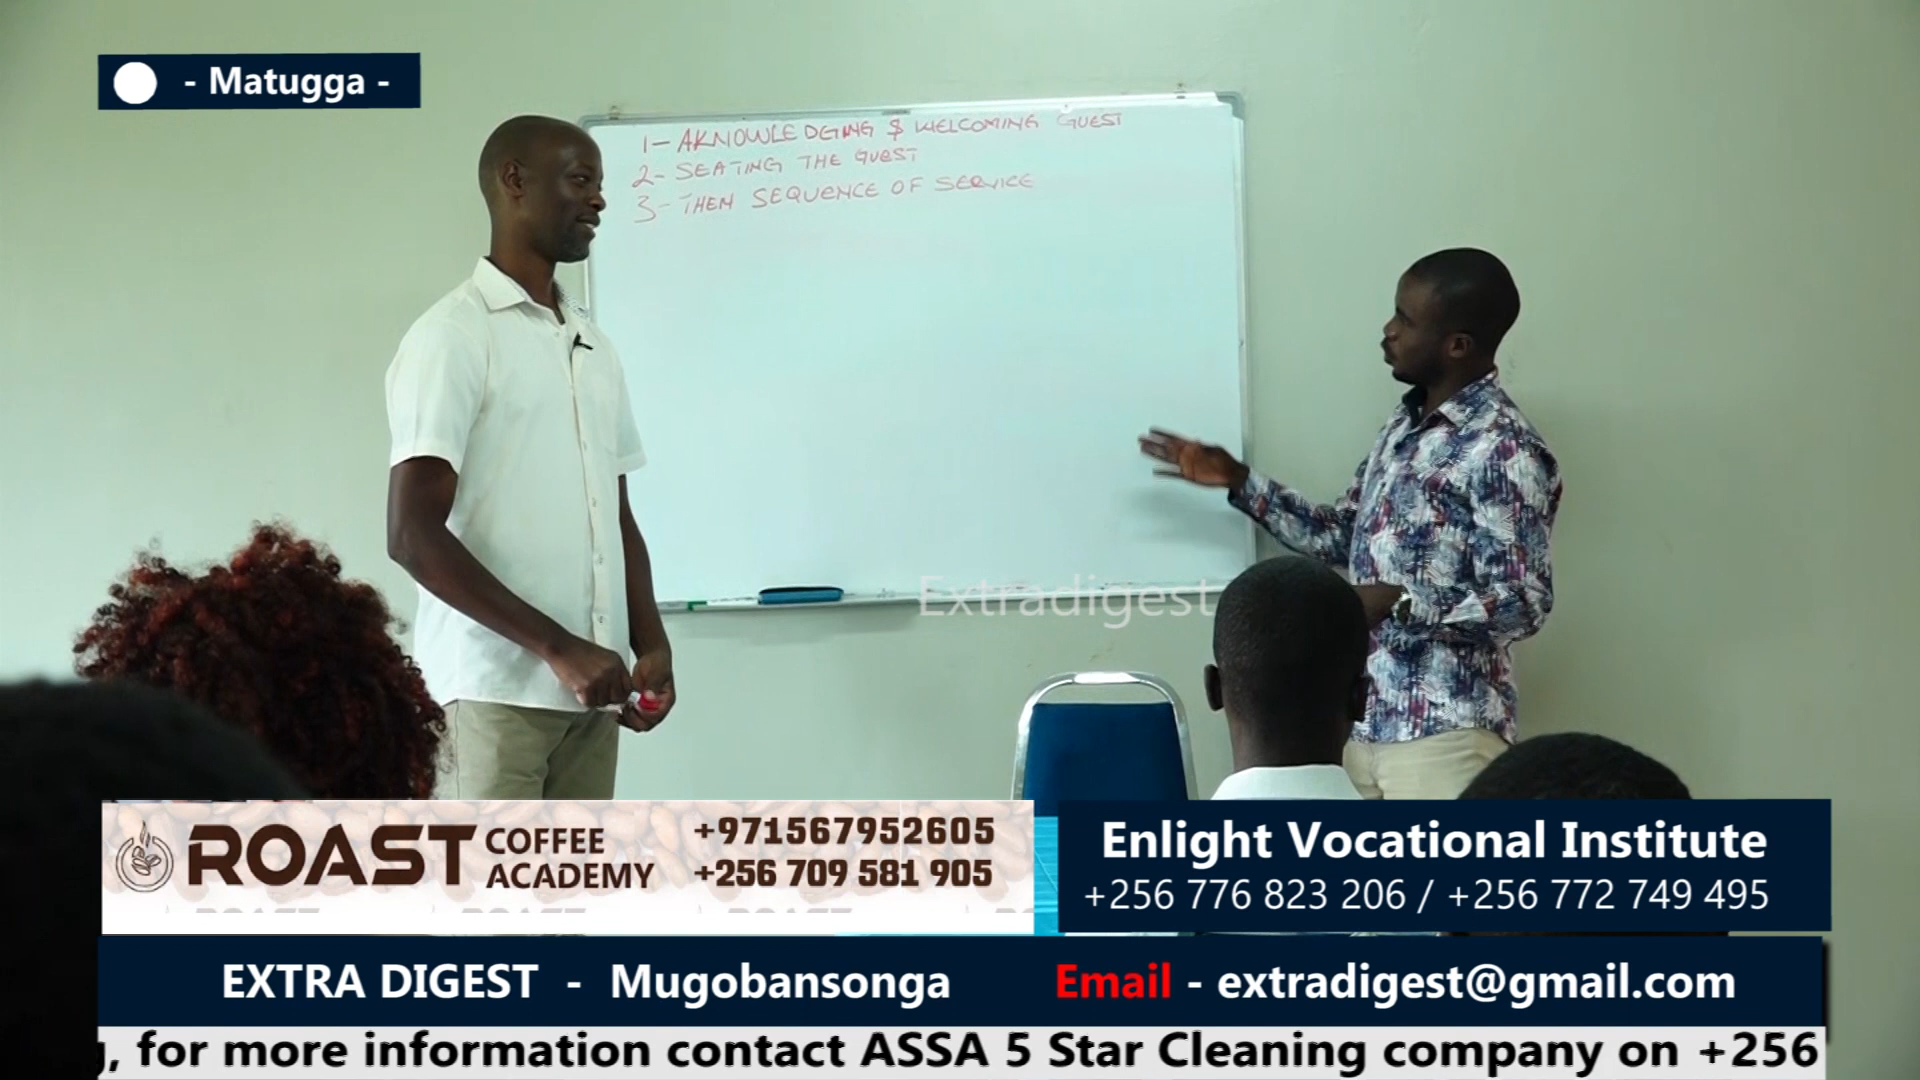 - Matugga -
1- AKNOWLEDGING $ WELCOMING GUEST
2- SEATING THE GUEST
3- THEN SEQUENCE OF SERVICE
Extradigest
ROAST COFFEE ACADEMY
+971567952605
+256 709 581 905
Enlight Vocational Institute
+256 776 823 206 / +256 772 749 495
EXTRA DIGEST - Mugobansonga Email - extradigest@gmail.com
, for more information contact ASSA 5 Star Cleaning company on +256